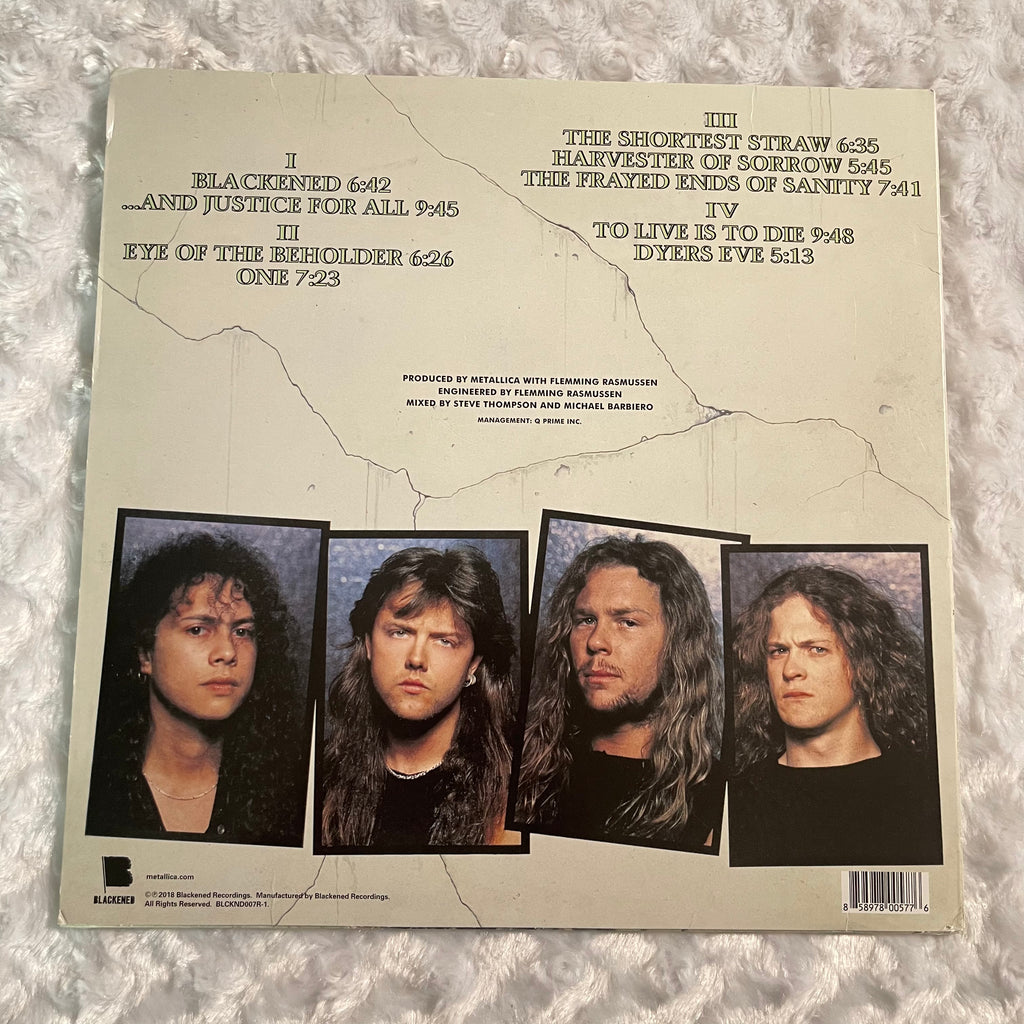 I
BLACKENED 6:42
...AND JUSTICE FOR ALL 9:45
II
EYE OF THE BEHOLDER 6:26
ONE 7:23
III
THE SHORTEST STRAW 6:35
HARVESTER OF SORROW 5:45
THE FRAYED ENDS OF SANITY 7:41
IV
TO LIVE IS TO DIE 9:48
DYERS EVE 5:13
PRODUCED BY METALLICA WITH FLEMMING RASMUSSEN
ENGINEERED BY FLEMMING RASMUSSEN
MIXED BY STEVE THOMPSON AND MICHAEL BARBIERO
MANAGEMENT: Q PRIME INC.
B
BLACKENED
metallica.com
©℗2018 Blackened Recordings. Manufactured by Blackened Recordings.
All Rights Reserved. BLCKND007R-1.
8 58978 00577 6